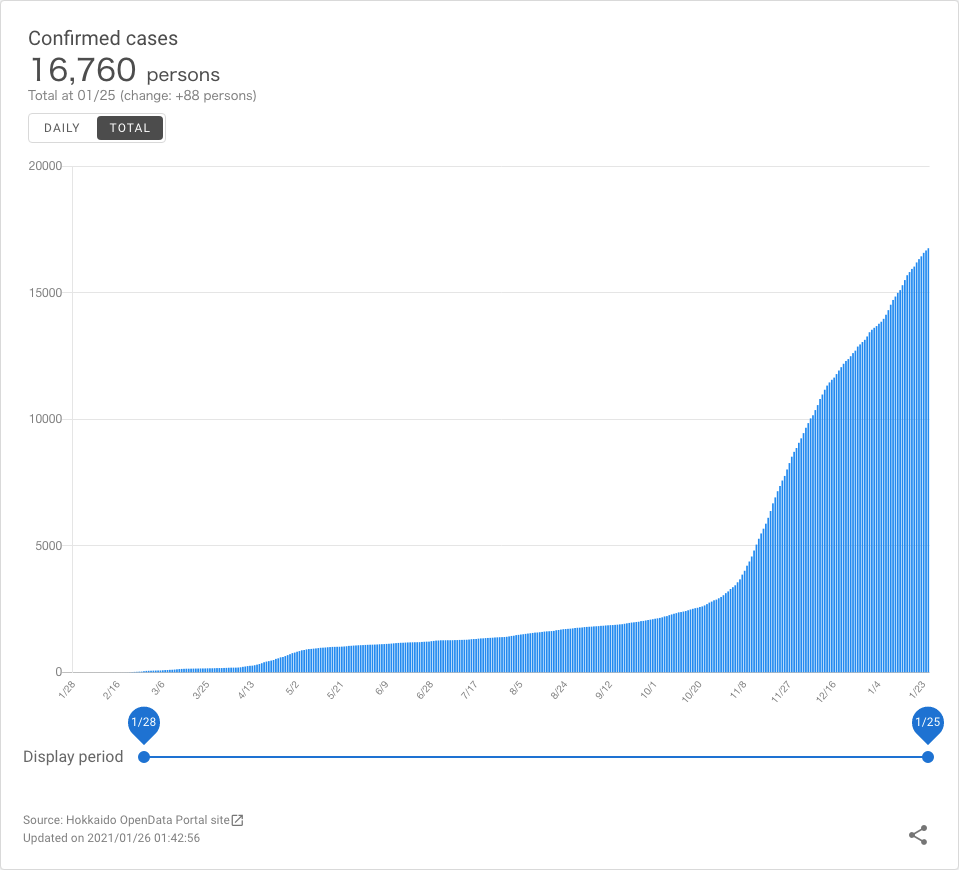 Confirmed cases
16,760 persons
Total at 01/25 (change: +88 persons)
DAILY TOTAL
20000
15000
10000
5000
0
1/28 2/16 3/6 3/25 4/13 5/2 5/21 6/9 6/28 7/17 8/5 8/24 9/12 10/1 10/20 11/8 11/27 12/16 1/4 1/23
1/28 1/25
Display period
Source: Hokkaido OpenData Portal site
Updated on 2021/01/26 01:42:56